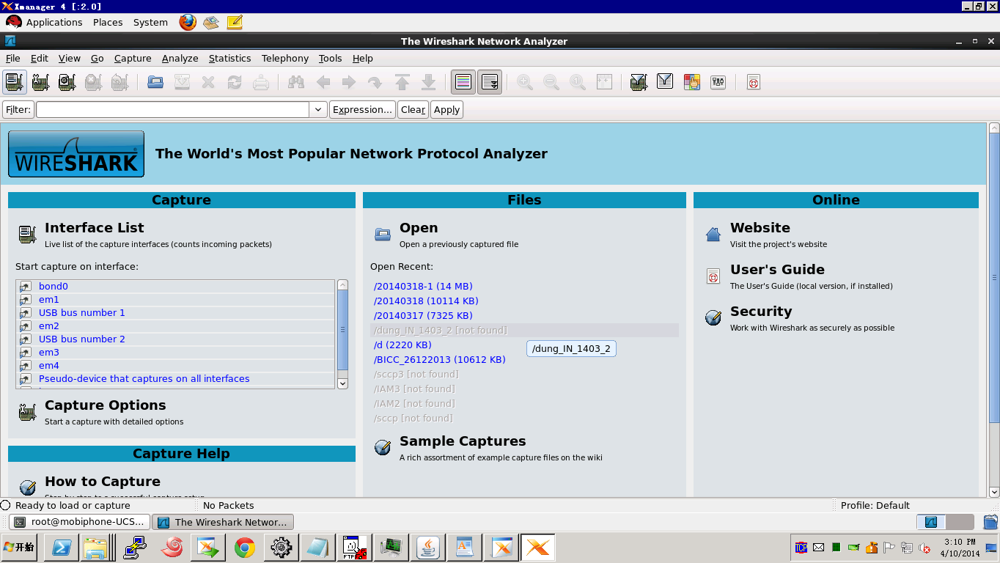 Xmanager 4 [:2.0]
Applications Places System
The Wireshark Network Analyzer
File Edit View Go Capture Analyze Statistics Telephony Tools Help
Filter: Expression... Clear Apply
WIRESHARK
The World's Most Popular Network Protocol Analyzer
Capture
Interface List
Live list of the capture interfaces (counts incoming packets)
Start capture on interface:
bond0
em1
USB bus number 1
em2
USB bus number 2
em3
em4
Pseudo-device that captures on all interfaces
Capture Options
Start a capture with detailed options
Capture Help
How to Capture
Files
Open
Open a previously captured file
Open Recent:
/20140318-1 (14 MB)
/20140318 (10114 KB)
/20140317 (7325 KB)
/dung_IN_1403_2 [not found]
/d (2220 KB)
/dung_IN_1403_2
/BICC_26122013 (10612 KB)
/sccp3 [not found]
/IAM3 [not found]
/IAM2 [not found]
/sccp [not found]
Sample Captures
A rich assortment of example capture files on the wiki
Online
Website
Visit the project's website
User's Guide
The User's Guide (local version, if installed)
Security
Work with Wireshark as securely as possible
Ready to load or capture
No Packets
Profile: Default
root@mobiphone-UCS...
The Wireshark Networ...
开始
FTP
3:10 PM
4/10/2014